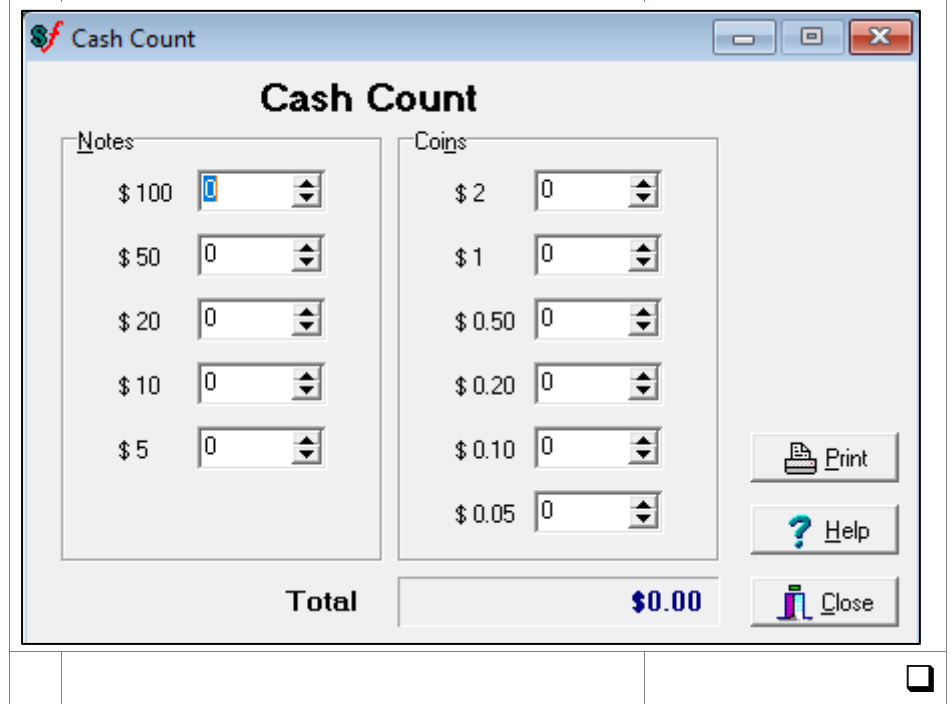 Cash Count
Cash Count
Notes
Coins
$ 100 0
$ 2 0
$ 50 0
$ 1 0
$ 20 0
$ 0.50 0
$ 10 0
$ 0.20 0
$ 5 0
$ 0.10 0
$ 0.05 0
Print
Help
Total $0.00
Close